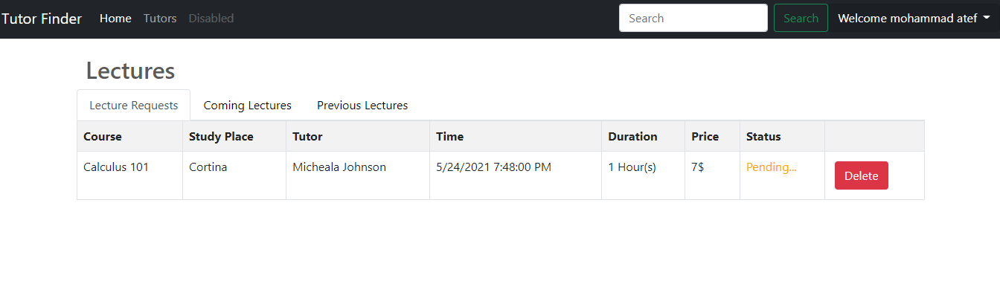 Tutor Finder Home Tutors Disabled Search Search Welcome mohammad atef
Lectures
Lecture Requests Coming Lectures Previous Lectures
Course Study Place Tutor Time Duration Price Status
Calculus 101 Cortina Micheala Johnson 5/24/2021 7:48:00 PM 1 Hour(s) 7$ Pending... Delete